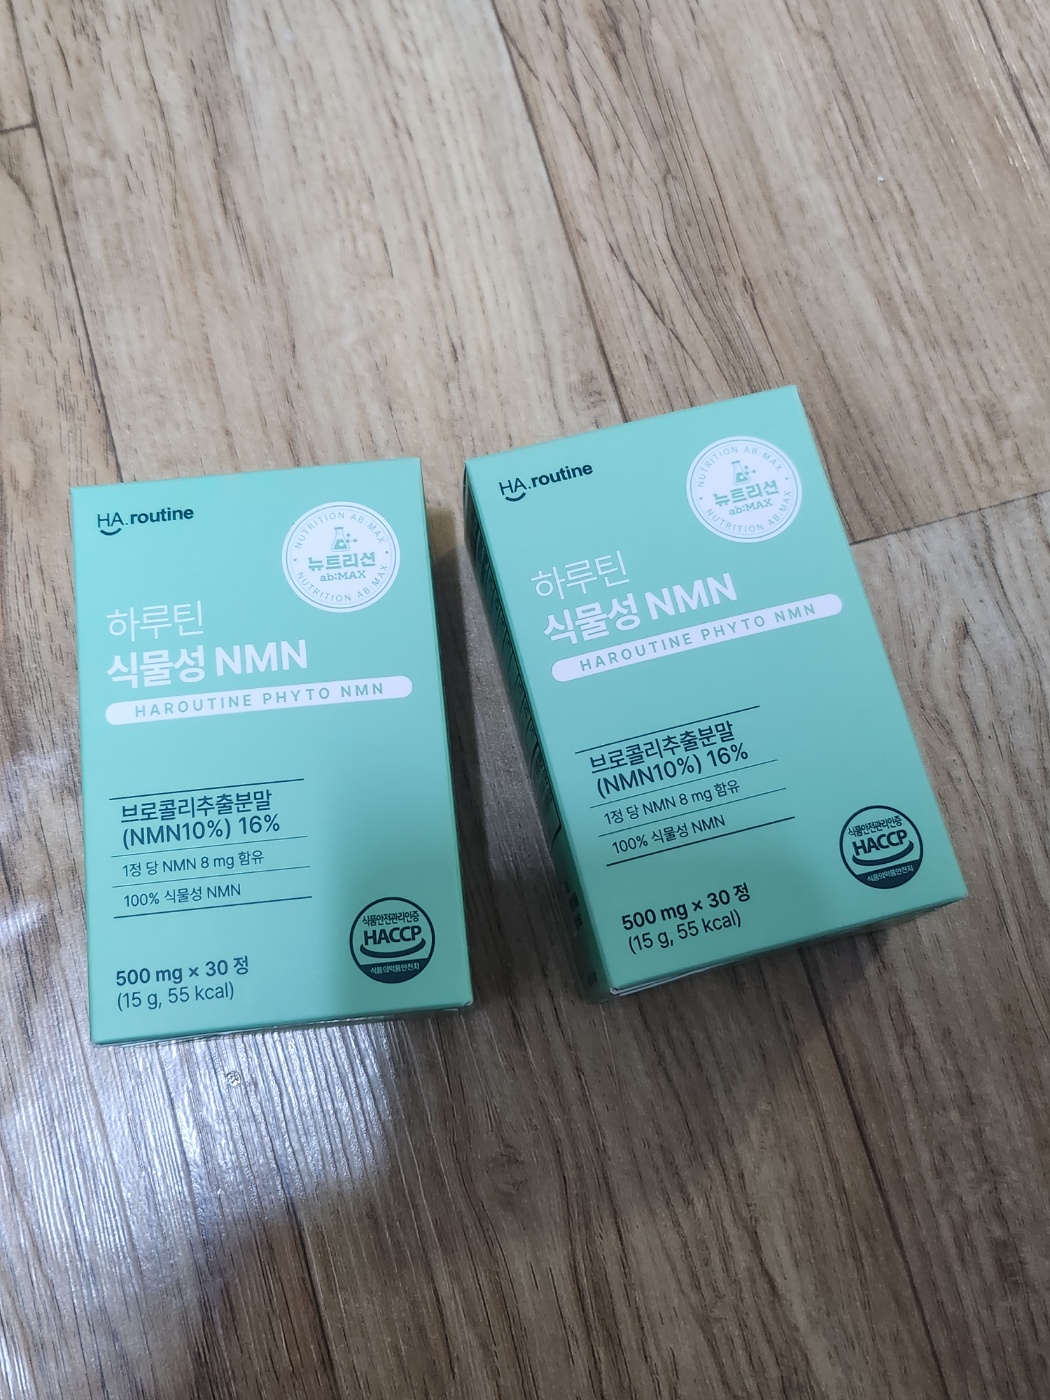 HA.routine
NUTRITION AB:MAX
뉴트리션
ab:MAX
NUTRITION AB:MAX
하루틴
식물성 NMN
HAROUTINE PHYTO NMN
브로콜리추출분말
(NMN10%) 16%
1정 당 NMN 8 mg 함유
100% 식물성 NMN
식품안전관리인증
HACCP
식품의약품안전처
500 mg × 30 정
(15 g, 55 kcal)
HA.routine
NUTRITION AB:MAX
뉴트리션
ab:MAX
NUTRITION AB:MAX
하루틴
식물성 NMN
HAROUTINE PHYTO NMN
브로콜리추출분말
(NMN10%) 16%
1정 당 NMN 8 mg 함유
100% 식물성 NMN
식품안전관리인증
HACCP
식품의약품안전처
500 mg × 30 정
(15 g, 55 kcal)